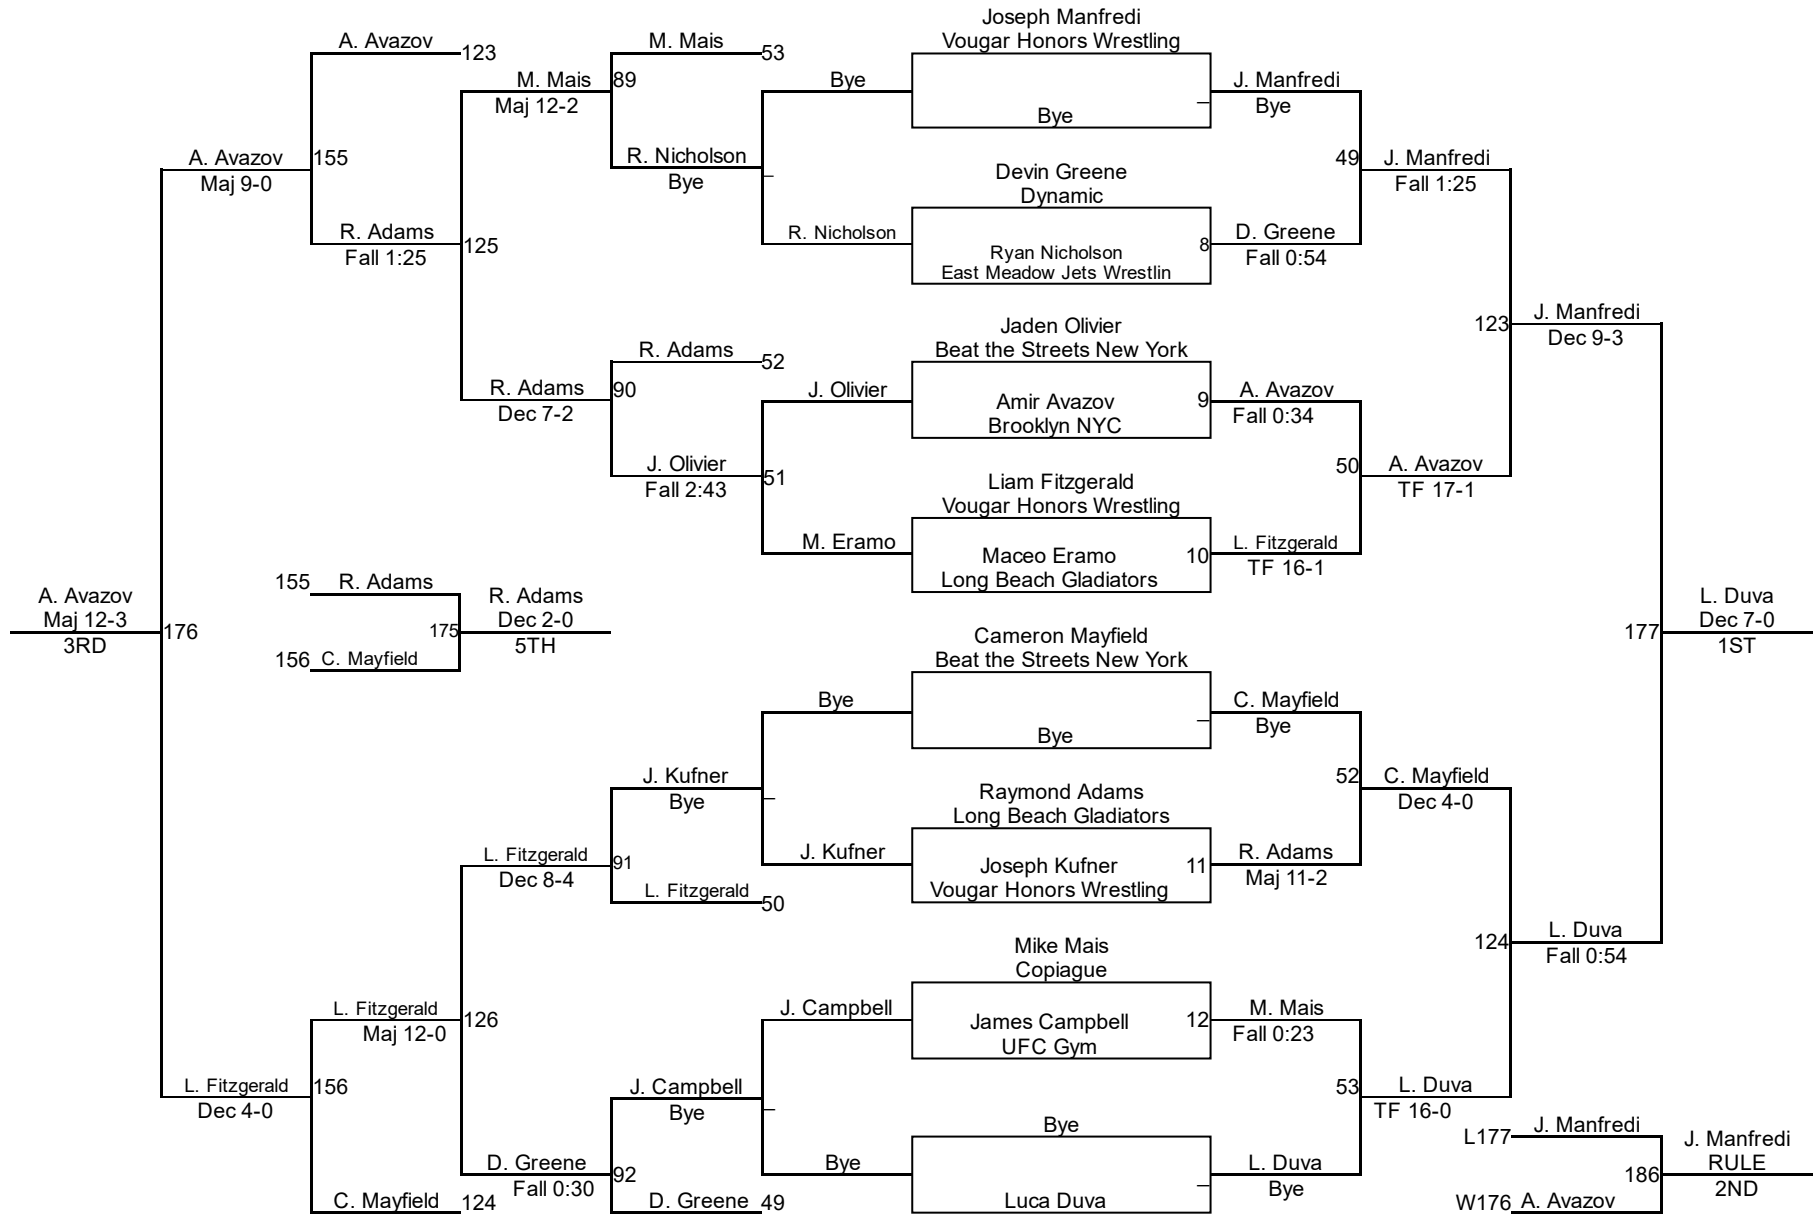 Joseph Manfredi
Vougar Honors Wrestling
A. Avazov
123
M. Mais
53
M. Mais
89
Maj 12-2
Bye
Bye
J. Manfredi
Bye
A. Avazov
155
Maj 9-0
R. Nicholson
Bye
49
J. Manfredi
Fall 1:25
Devin Greene
Dynamic
R. Adams
Fall 1:25
125
R. Nicholson
Ryan Nicholson
East Meadow Jets Wrestlin
8
D. Greene
Fall 0:54
123
J. Manfredi
Dec 9-3
Jaden Olivier
Beat the Streets New York
R. Adams
52
R. Adams
90
Dec 7-2
J. Olivier
Amir Avazov
Brooklyn NYC
9
A. Avazov
Fall 0:34
J. Olivier
Fall 2:43
51
50
A. Avazov
TF 17-1
Liam Fitzgerald
Vougar Honors Wrestling
M. Eramo
Maceo Eramo
Long Beach Gladiators
10
L. Fitzgerald
TF 16-1
A. Avazov
Maj 12-3
3RD
176
155
R. Adams
156
C. Mayfield
175
R. Adams
Dec 2-0
5TH
177
L. Duva
Dec 7-0
1ST
Cameron Mayfield
Beat the Streets New York
Bye
Bye
C. Mayfield
Bye
J. Kufner
Bye
52
C. Mayfield
Dec 4-0
Raymond Adams
Long Beach Gladiators
L. Fitzgerald
Dec 8-4
91
J. Kufner
Joseph Kufner
Vougar Honors Wrestling
11
R. Adams
Maj 11-2
L. Fitzgerald
50
124
L. Duva
Fall 0:54
Mike Mais
Copiague
L. Fitzgerald
Maj 12-0
126
J. Campbell
James Campbell
UFC Gym
12
M. Mais
Fall 0:23
L. Fitzgerald
Dec 4-0
156
J. Campbell
Bye
53
L. Duva
TF 16-0
Bye
L177
J. Manfredi
D. Greene
Fall 0:30
92
Bye
Luca Duva
L. Duva
Bye
186
J. Manfredi
RULE
2ND
C. Mayfield
124
D. Greene
49
W176
A. Avazov